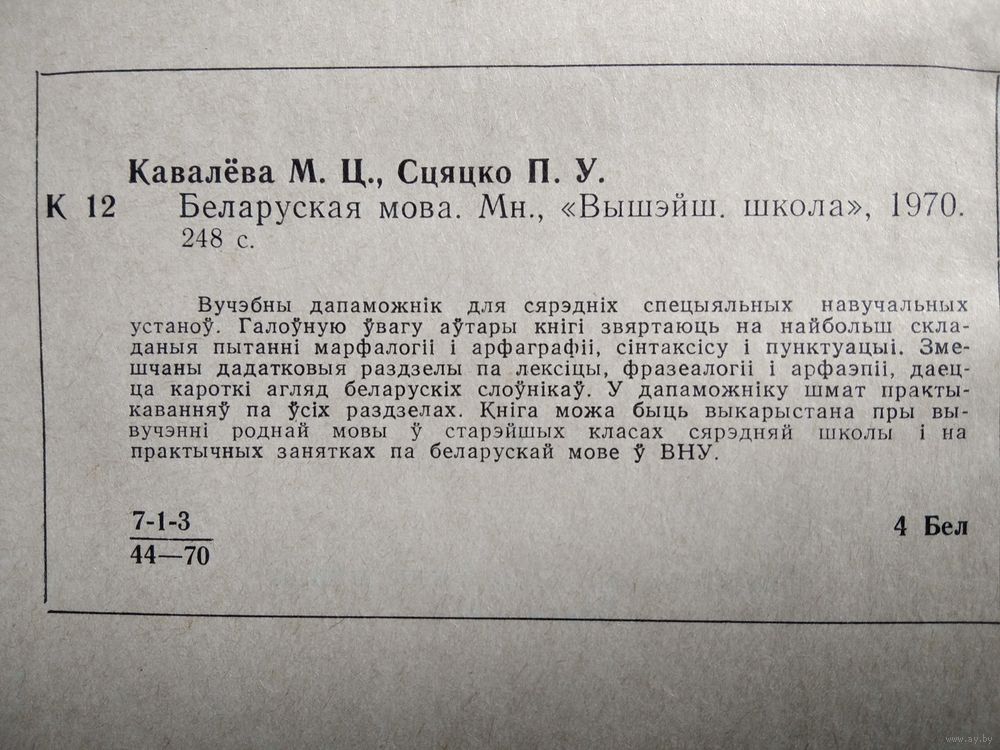 Кавалёва М. Ц., Сцяцко П. У.
К 12 Беларуская мова. Мн., «Вышэйш. школа», 1970.
248 с.
Вучэбны дапаможнік для сярэдніх спецыяльных навучальных
устаноў. Галоўную ўвагу аўтары кнігі звяртаюць на найбольш скла-
даныя пытанні марфалогіі і арфаграфіі, сінтаксісу і пунктуацыі. Зме-
шчаны дадатковыя раздзелы па лексіцы, фразеалогіі і арфаэпіі, даец-
ца кароткі агляд беларускіх слоўнікаў. У дапаможніку шмат практы-
каванняў па ўсіх раздзелах. Кніга можа быць выкарыстана пры вы-
вучэнні роднай мовы ў старэйшых класах сярэдняй школы і на
практычных занятках па беларускай мове ў ВНУ.
7-1-3
44—70
4 Бел
www.ay.by